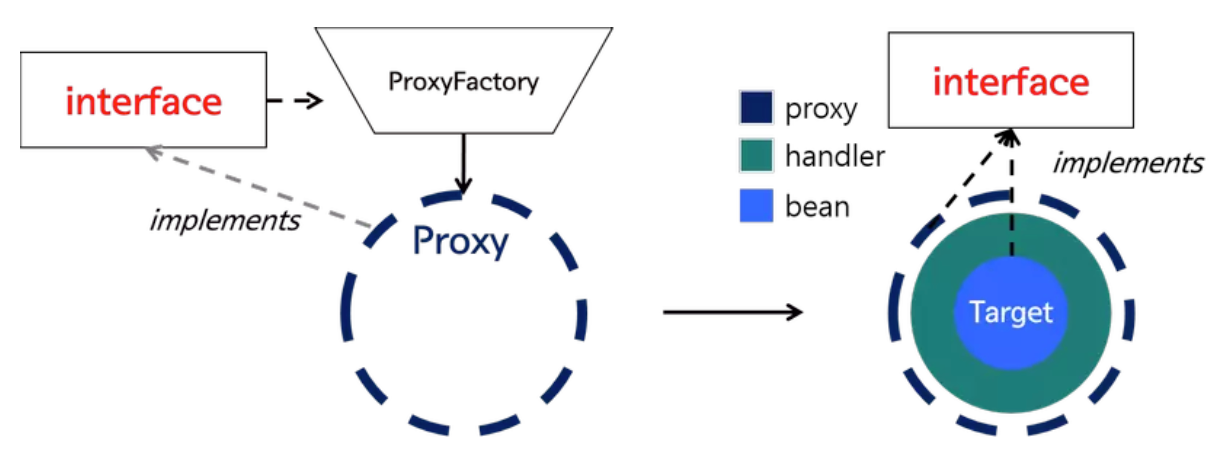 interface
ProxyFactory
implements
Proxy
proxy
handler
bean
interface
implements
Target